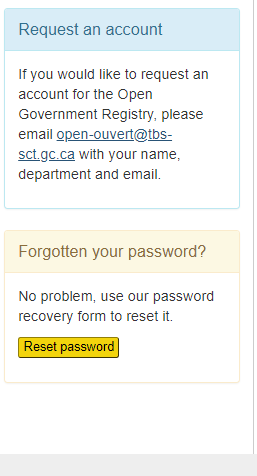 Request an account
If you would like to request an
account for the Open
Government Registry, please
email open-ouvert@tbs-
sct.gc.ca with your name,
department and email.
Forgotten your password?
No problem, use our password
recovery form to reset it.
Reset password